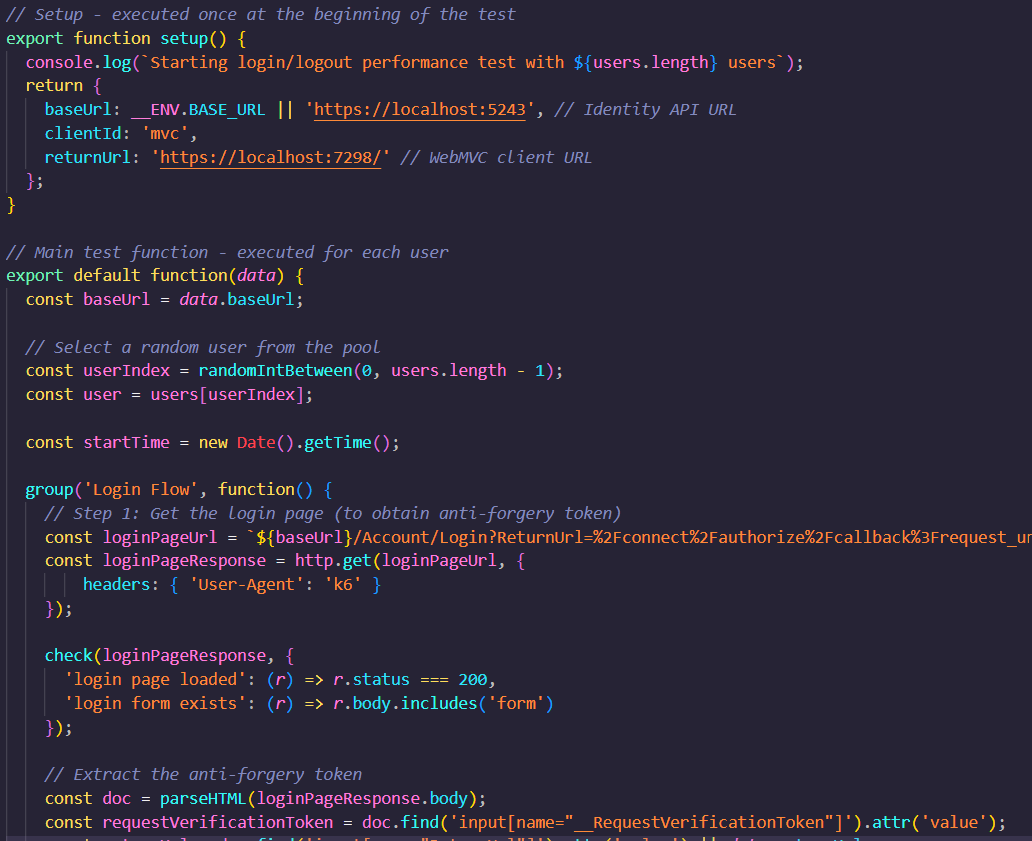 // Setup - executed once at the beginning of the test
export function setup() {
  console.log(`Starting login/logout performance test with ${users.length} users`);
  return {
    baseUrl: __ENV.BASE_URL || 'https://localhost:5243', // Identity API URL
    clientId: 'mvc',
    returnUrl: 'https://localhost:7298/' // WebMVC client URL
  };
}

// Main test function - executed for each user
export default function(data) {
  const baseUrl = data.baseUrl;

  // Select a random user from the pool
  const userIndex = randomIntBetween(0, users.length - 1);
  const user = users[userIndex];

  const startTime = new Date().getTime();

  group('Login Flow', function() {
    // Step 1: Get the login page (to obtain anti-forgery token)
    const loginPageUrl = `${baseUrl}/Account/Login?ReturnUrl=%2Fconnect%2Fauthorize%2Fcallback%3Frequest_ur
    const loginPageResponse = http.get(loginPageUrl, {
        headers: { 'User-Agent': 'k6' }
    });

    check(loginPageResponse, {
      'login page loaded': (r) => r.status === 200,
      'login form exists': (r) => r.body.includes('form')
    });

    // Extract the anti-forgery token
    const doc = parseHTML(loginPageResponse.body);
    const requestVerificationToken = doc.find('input[name="__RequestVerificationToken"]').attr('value');